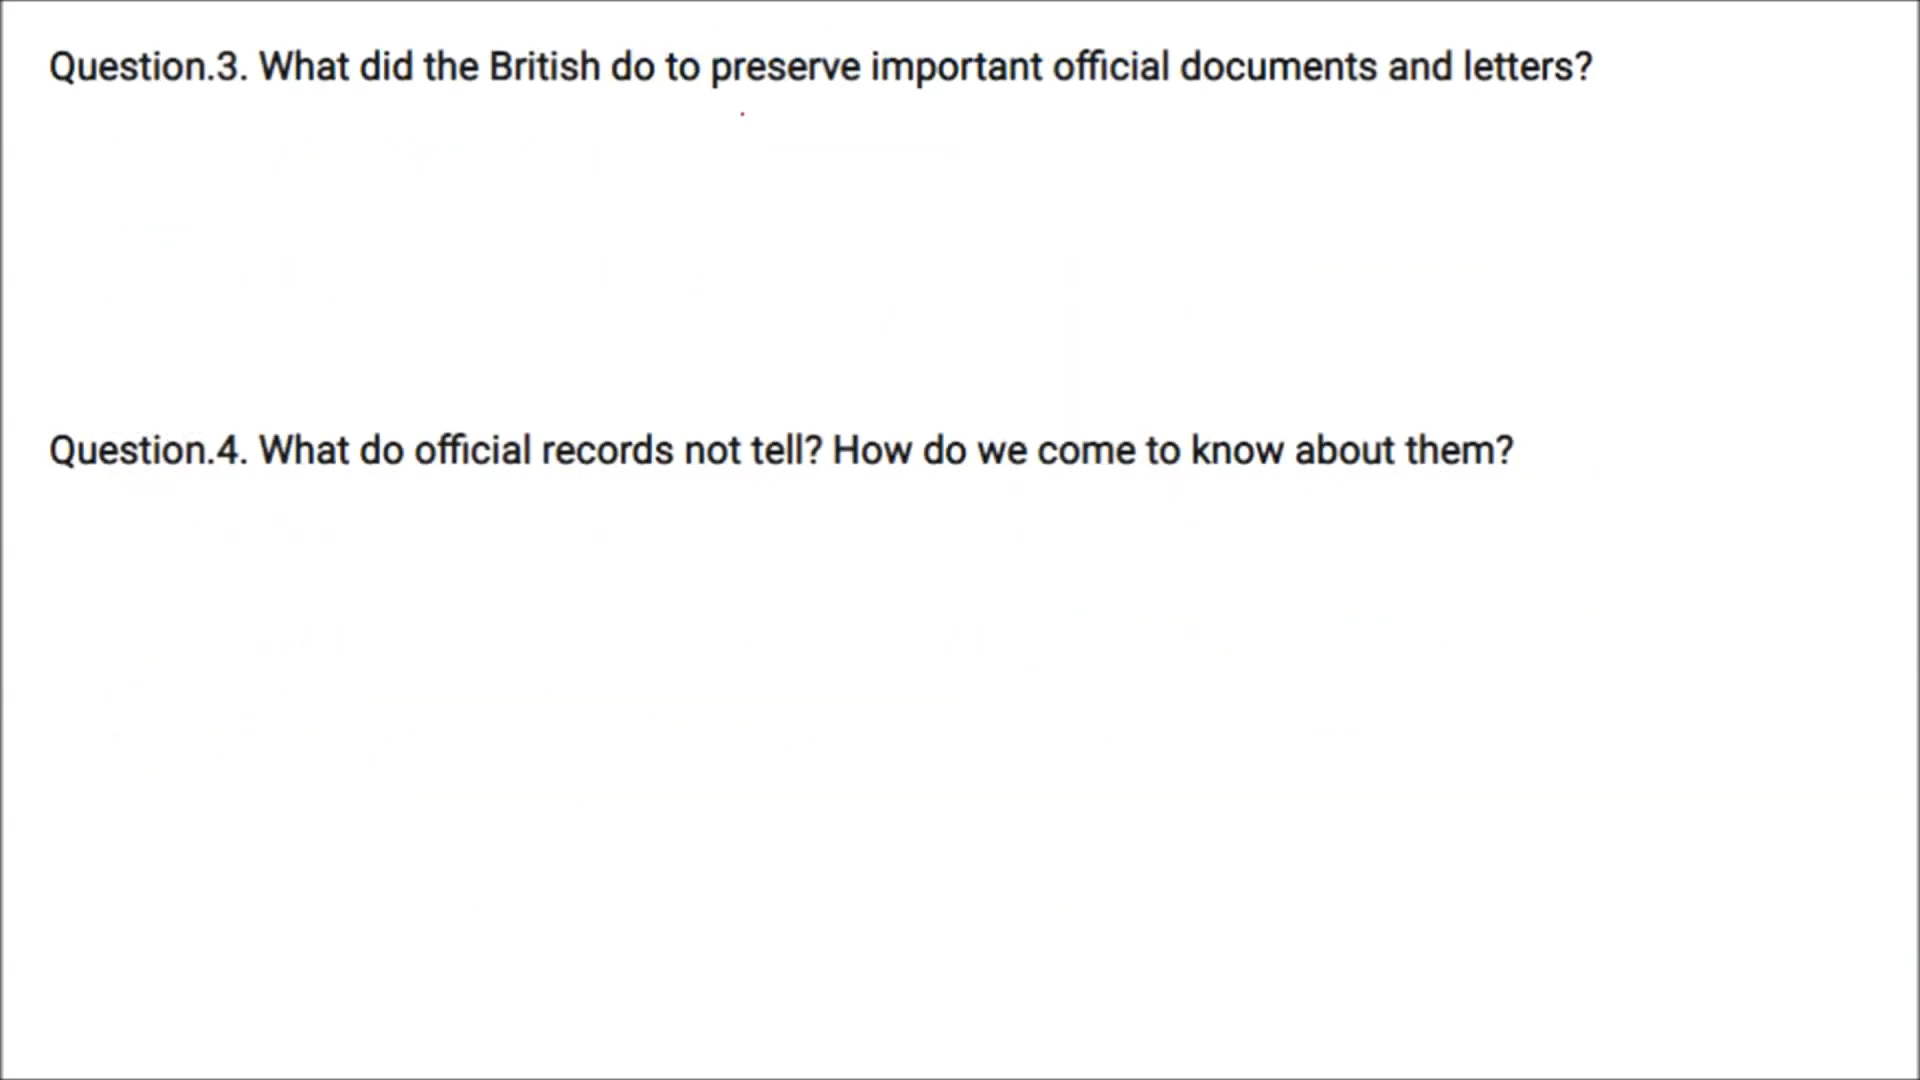 Question.3. What did the British do to preserve important official documents and letters?
Question.4. What do official records not tell? How do we come to know about them?